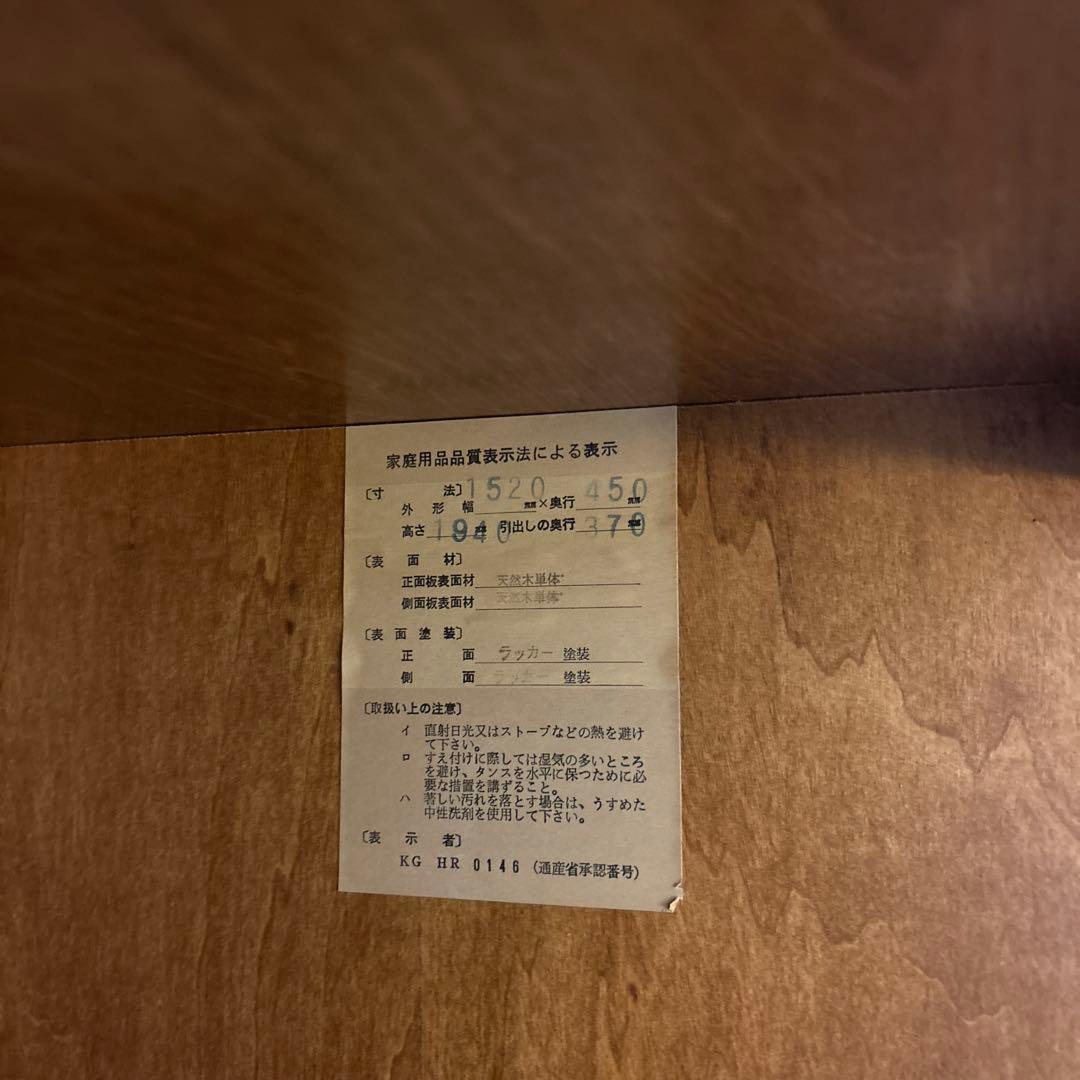 家庭用品品質表示法による表示
〔寸 法〕 1520 450
外形 幅 粍 × 奥行 粍
高さ 1940 粍 引出しの奥行 370 粍
〔表面材〕
正面板表面材 天然木単体
側面板表面材 天然木単体
〔表面塗装〕
正 面 ラッカー 塗装
側 面 ラッカー 塗装
〔取扱い上の注意〕
イ 直射日光又はストーブなどの熱を避け
て下さい。
ロ すえ付けに際しては湿気の多いところ
を避け、タンスを水平に保つために必
要な措置を講ずること。
ハ 著しい汚れを落とす場合は、うすめた
中性洗剤を使用して下さい。
〔表示者〕
KG HR 0146 (通産省承認番号)